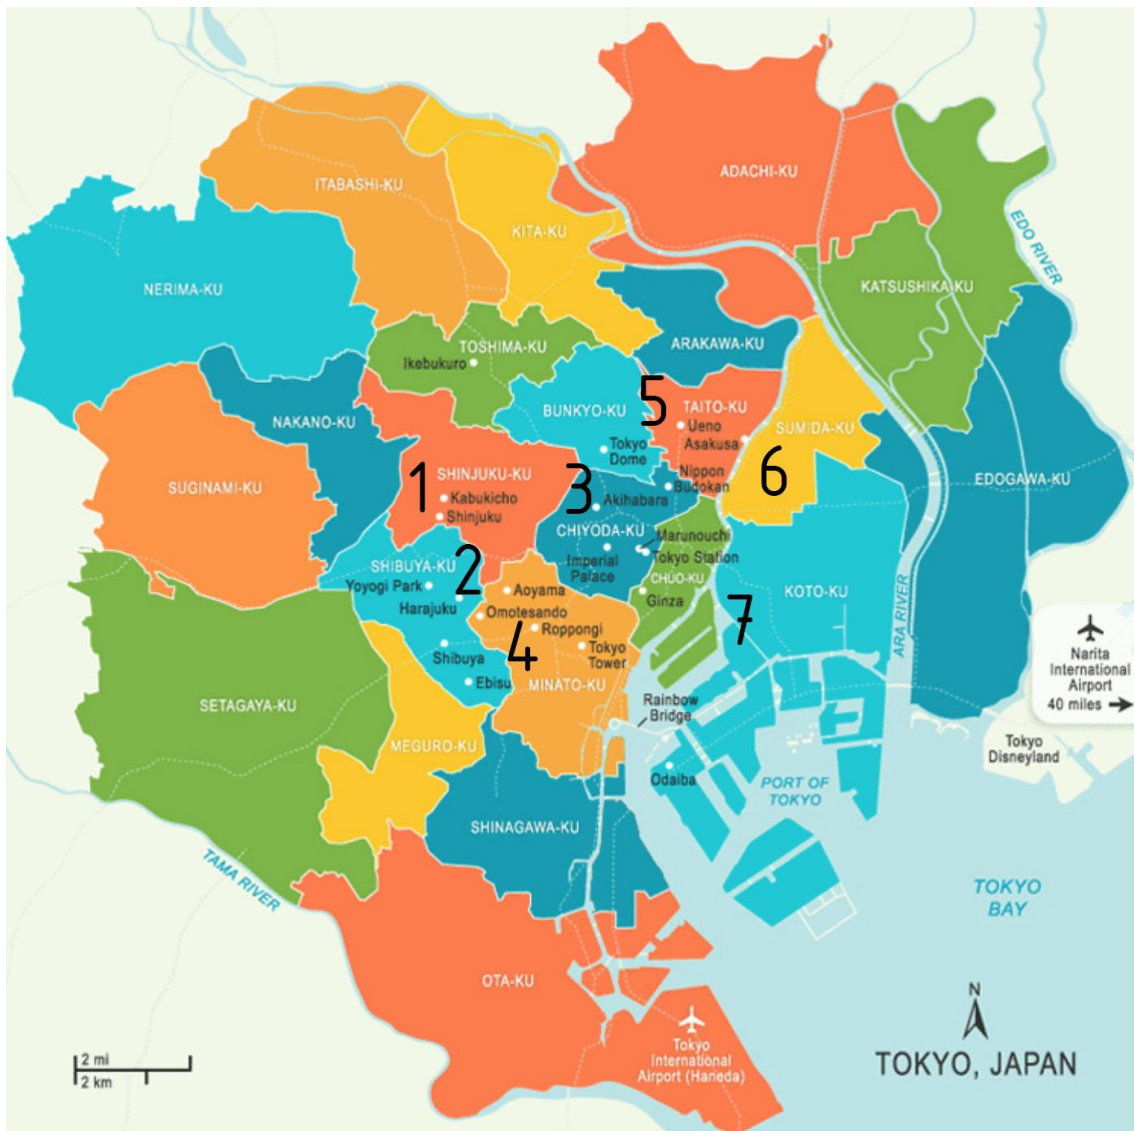 ADACHI-KU
ITABASHI-KU
KITA-KU
EDO RIVER
NERIMA-KU
KATSUSHIKA-KU
TOSHIMA-KU
Ikebukuro
ARAKAWA-KU
5
TAITO-KU
Ueno
Asakusa
BUNKYO-KU
NAKANO-KU
SUMIDA-KU
Tokyo
Dome
6
1
SHINJUKU-KU
Kabukicho
Shinjuku
3
Nippon
Budokan
Akihabara
EDOGAWA-KU
SUGINAMI-KU
CHIYODA-KU
Marunouchi
Tokyo Station
Imperial
Palace
SHIBUYA-KU
2
Yoyogi Park
Harajuku
Aoyama
Omotesando
CHUO-KU
Ginza
KOTO-KU
ARA RIVER
7
4
Roppongi
Tokyo
Tower
Shibuya
Ebisu
MINATO-KU
Narita
International
Airport
40 miles
SETAGAYA-KU
Rainbow
Bridge
MEGURO-KU
Tokyo
Disneyland
Odaiba
PORT OF
TOKYO
SHINAGAWA-KU
TAMA RIVER
TOKYO
BAY
OTA-KU
N
Tokyo
International
Airport (Haneda)
TOKYO, JAPAN
2 mi
2 km